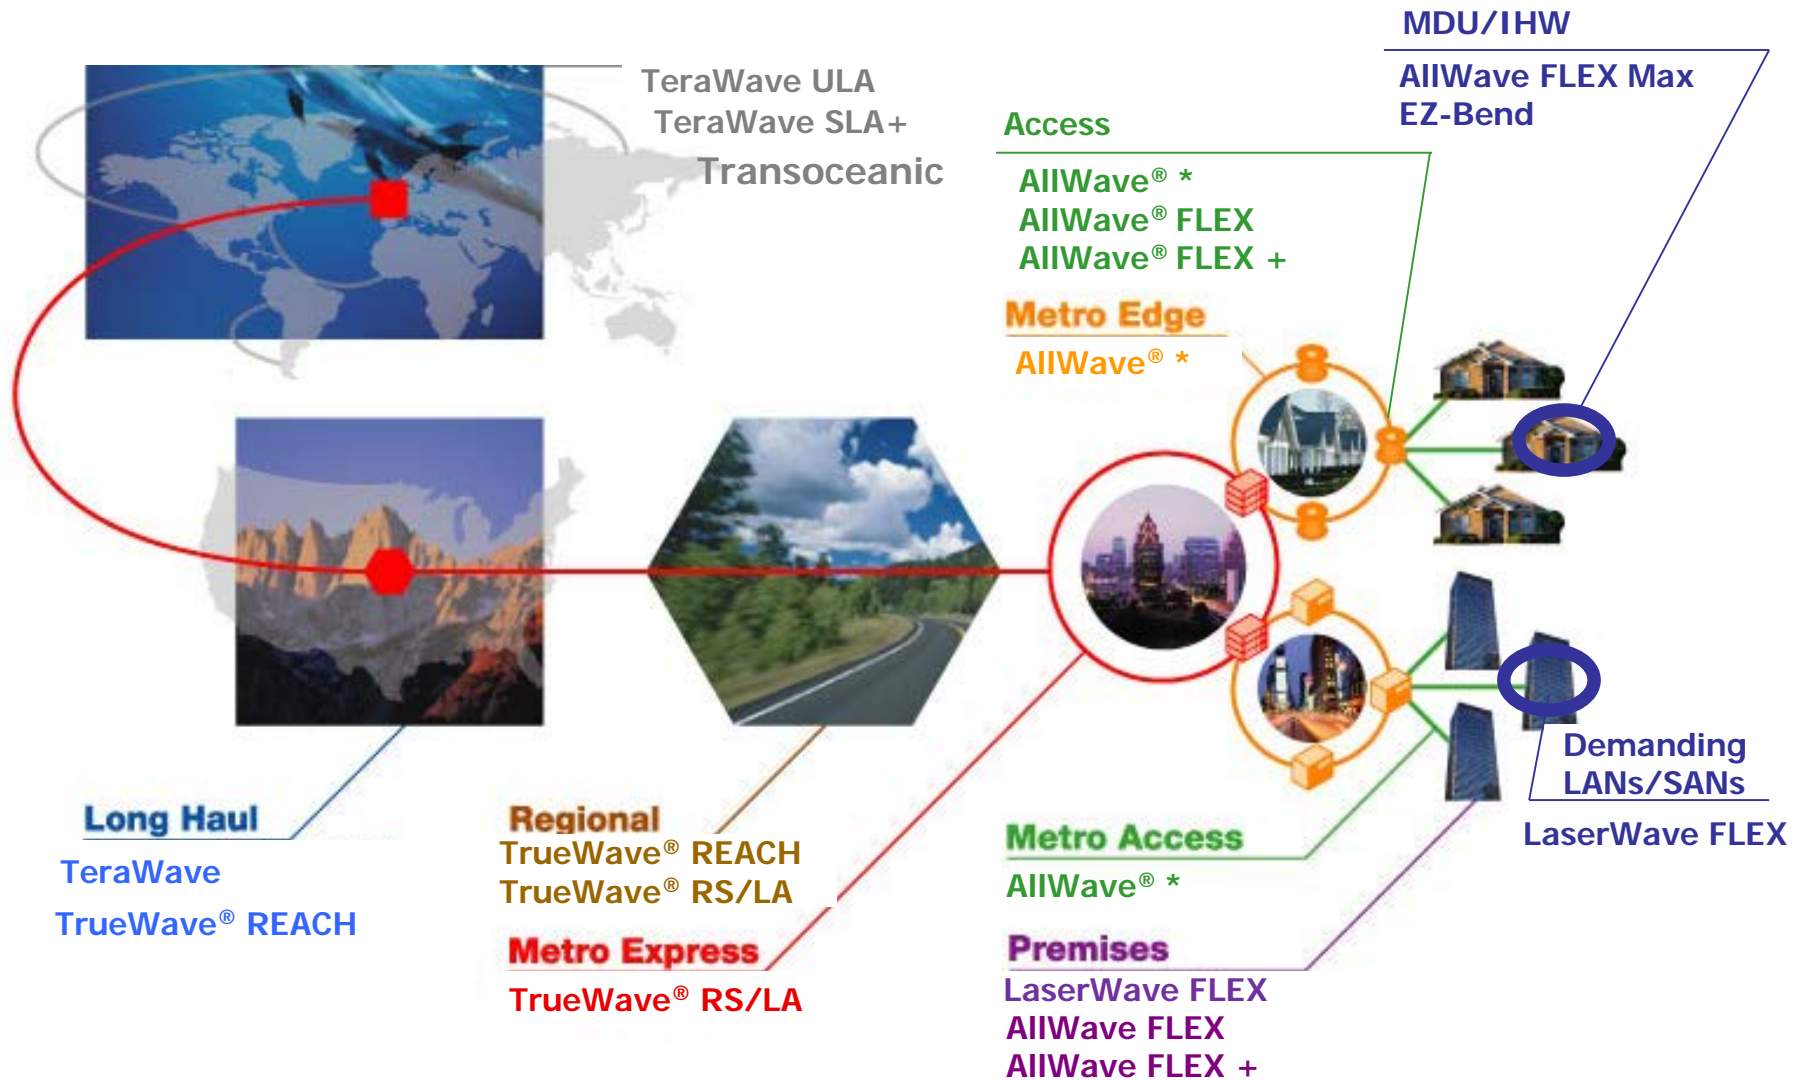 MDU/IHW
AllWave FLEX Max
EZ-Bend
TeraWave ULA
TeraWave SLA+
Transoceanic
Access
AllWave® *
AllWave® FLEX
AllWave® FLEX +
Metro Edge
AllWave® *
Long Haul
TeraWave
TrueWave® REACH
Regional
TrueWave® REACH
TrueWave® RS/LA
Metro Express
TrueWave® RS/LA
Demanding
LANs/SANs
LaserWave FLEX
Metro Access
AllWave® *
Premises
LaserWave FLEX
AllWave FLEX
AllWave FLEX +